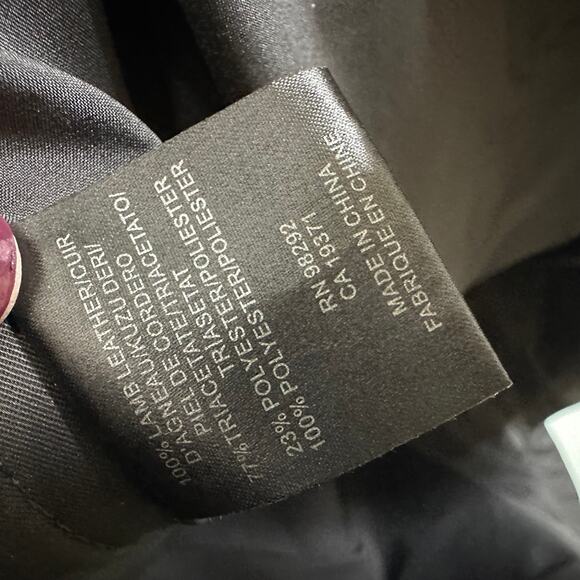 100% LAMB LEATHER/CUIR
D'AGNEAU/KUZU DERI/
PIEL DE CORDERO
77% TRIACETATE/TRIACETATO/
TRIASETAT
23% POLYESTER/POLIESTER
100% POLYESTER/POLIESTER
RN 98292
CA 19371
MADE IN CHINA
FABRIQUE EN CHINE